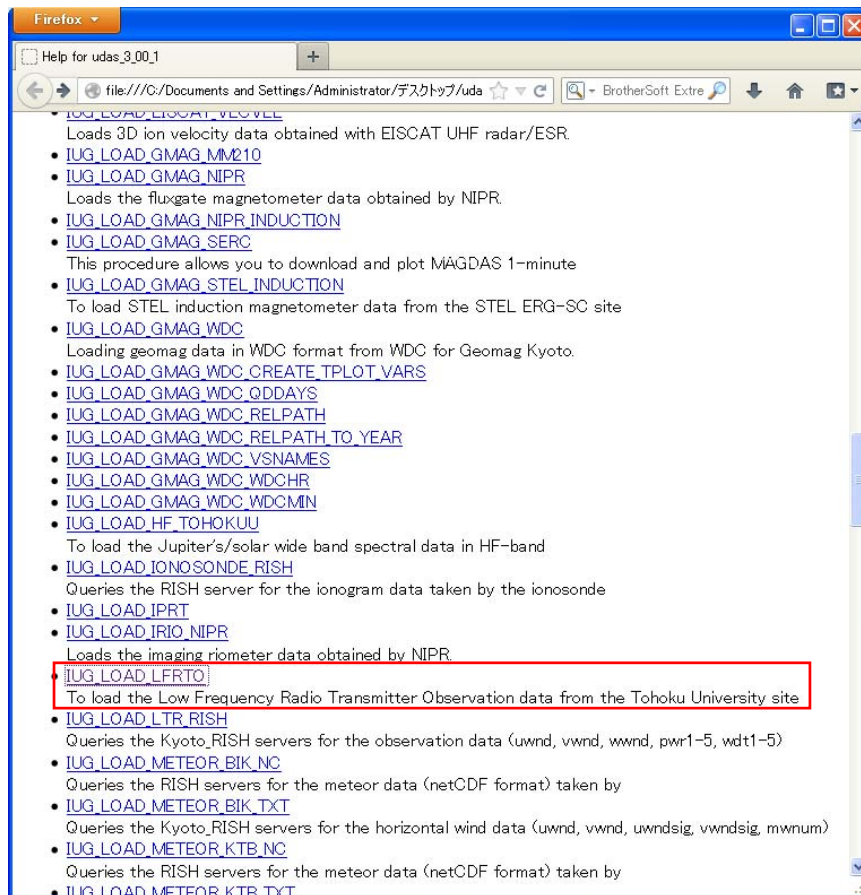 Firefox
Help for udas_3_00_1
file:///C:/Documents and Settings/Administrator/デスクトップ/uda
BrotherSoft Extre
IUG_LOAD_EISCAT_VECVEL
Loads 3D ion velocity data obtained with EISCAT UHF radar/ESR.
IUG_LOAD_GMAG_MM210
IUG_LOAD_GMAG_NIPR
Loads the fluxgate magnetometer data obtained by NIPR.
IUG_LOAD_GMAG_NIPR_INDUCTION
IUG_LOAD_GMAG_SERC
This procedure allows you to download and plot MAGDAS 1-minute
IUG_LOAD_GMAG_STEL_INDUCTION
To load STEL induction magnetometer data from the STEL ERG-SC site
IUG_LOAD_GMAG_WDC
Loading geomag data in WDC format from WDC for Geomag Kyoto.
IUG_LOAD_GMAG_WDC_CREATE_TPLOT_VARS
IUG_LOAD_GMAG_WDC_QDDAYS
IUG_LOAD_GMAG_WDC_RELPATH
IUG_LOAD_GMAG_WDC_RELPATH_TO_YEAR
IUG_LOAD_GMAG_WDC_VSNAMES
IUG_LOAD_GMAG_WDC_WDCHR
IUG_LOAD_GMAG_WDC_WDCMIN
IUG_LOAD_HF_TOHOKUU
To load the Jupiter's/solar wide band spectral data in HF-band
IUG_LOAD_IONOSONDE_RISH
Queries the RISH server for the ionogram data taken by the ionosonde
IUG_LOAD_IPRT
IUG_LOAD_IRIO_NIPR
Loads the imaging riometer data obtained by NIPR.
IUG_LOAD_LFRTO
To load the Low Frequency Radio Transmitter Observation data from the Tohoku University site
IUG_LOAD_LTR_RISH
Queries the Kyoto_RISH servers for the observation data (uwnd, vwnd, wwnd, pwr1-5, wdt1-5)
IUG_LOAD_METEOR_BIK_NC
Queries the RISH servers for the meteor data (netCDF format) taken by
IUG_LOAD_METEOR_BIK_TXT
Queries the Kyoto_RISH servers for the horizontal wind data (uwnd, vwnd, uwndsig, vwndsig, mwnum)
IUG_LOAD_METEOR_KTB_NC
Queries the RISH servers for the meteor data (netCDF format) taken by
IUG_LOAD_METEOR_KTB_TXT